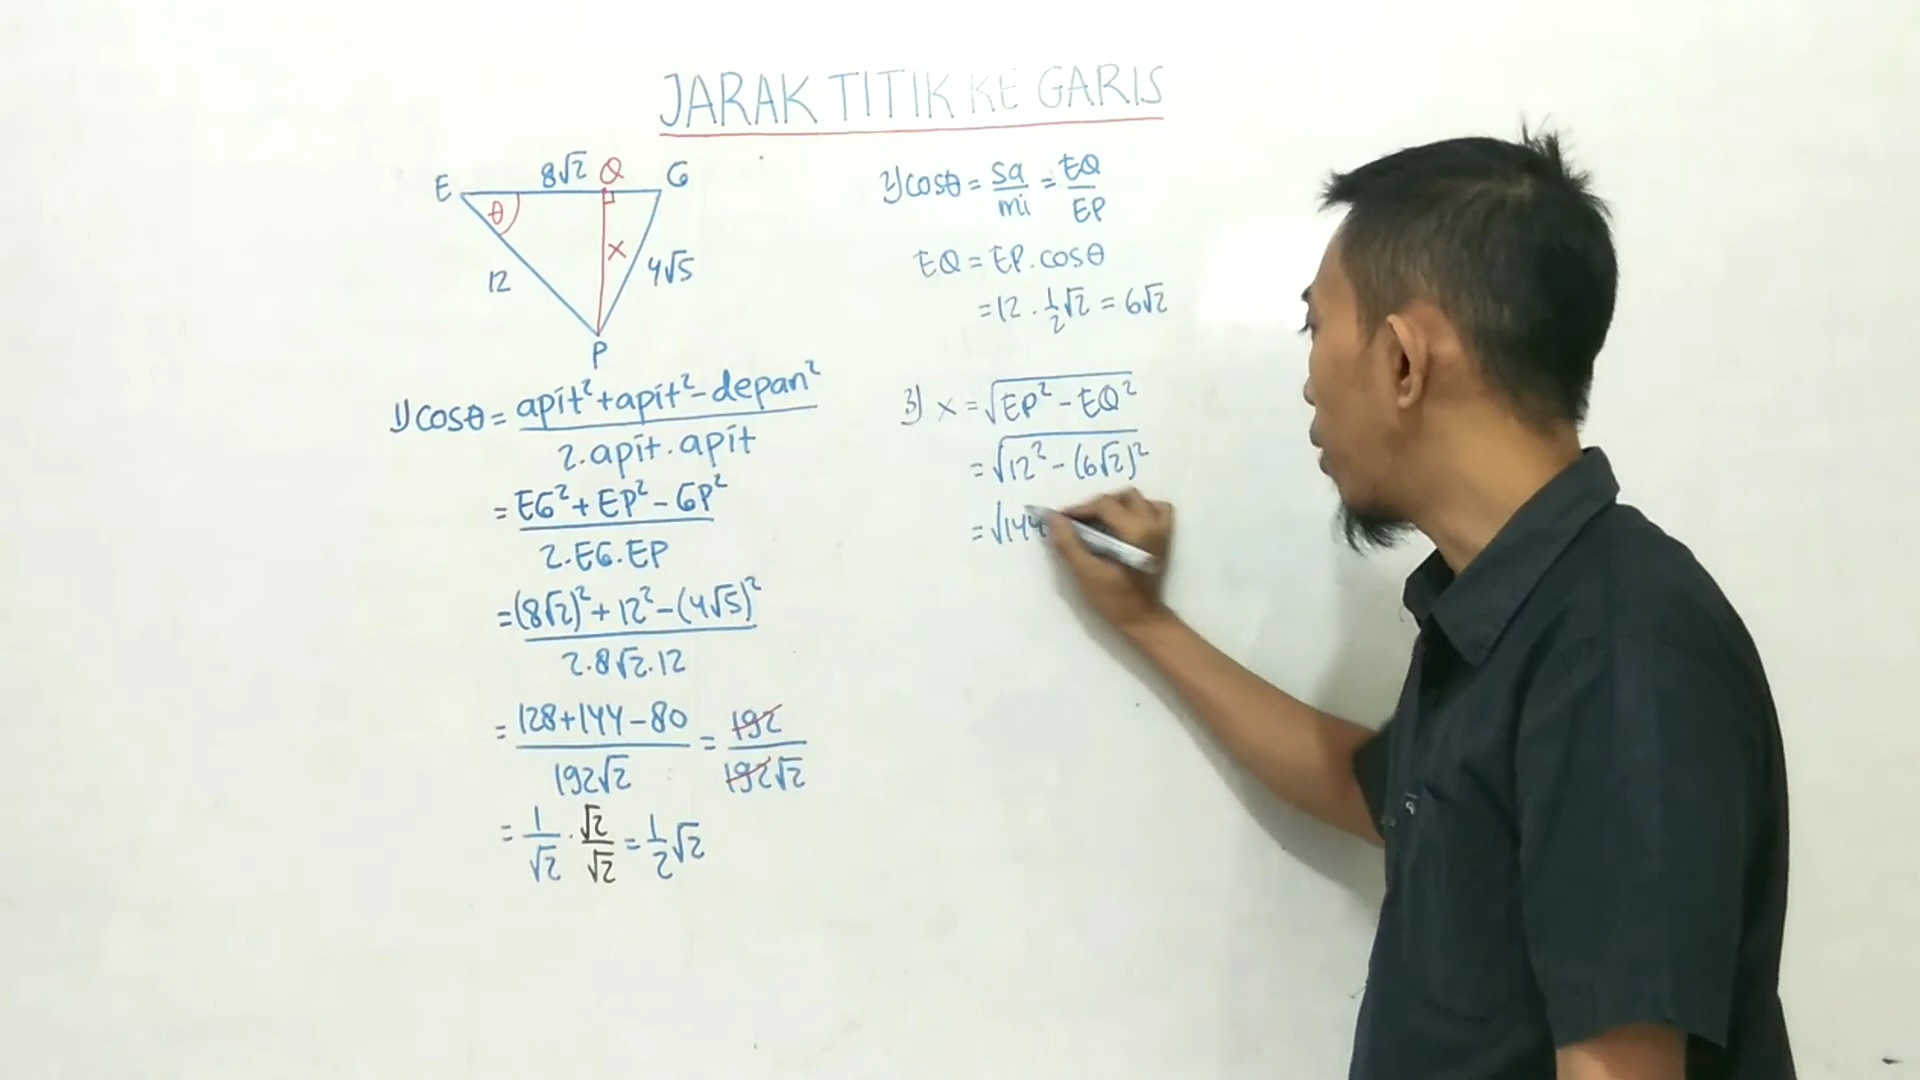 JARAK TITIK KE GARIS
E 8√2 Q G
θ
x
12 4√5
P
1) cosθ = apit² + apit² - depan² / 2.apit.apit
= EG² + EP² - GP² / 2.EG.EP
= (8√2)² + 12² - (4√5)² / 2.8√2.12
= 128+144-80 / 192√2 = 192 / 192√2
= 1/√2 . √2/√2 = 1/2 √2
2) cosθ = sa/mi = EQ/EP
EQ = EP.cosθ
= 12 . 1/2 √2 = 6√2
3) x = √EP² - EQ²
= √12² - (6√2)²
= √144